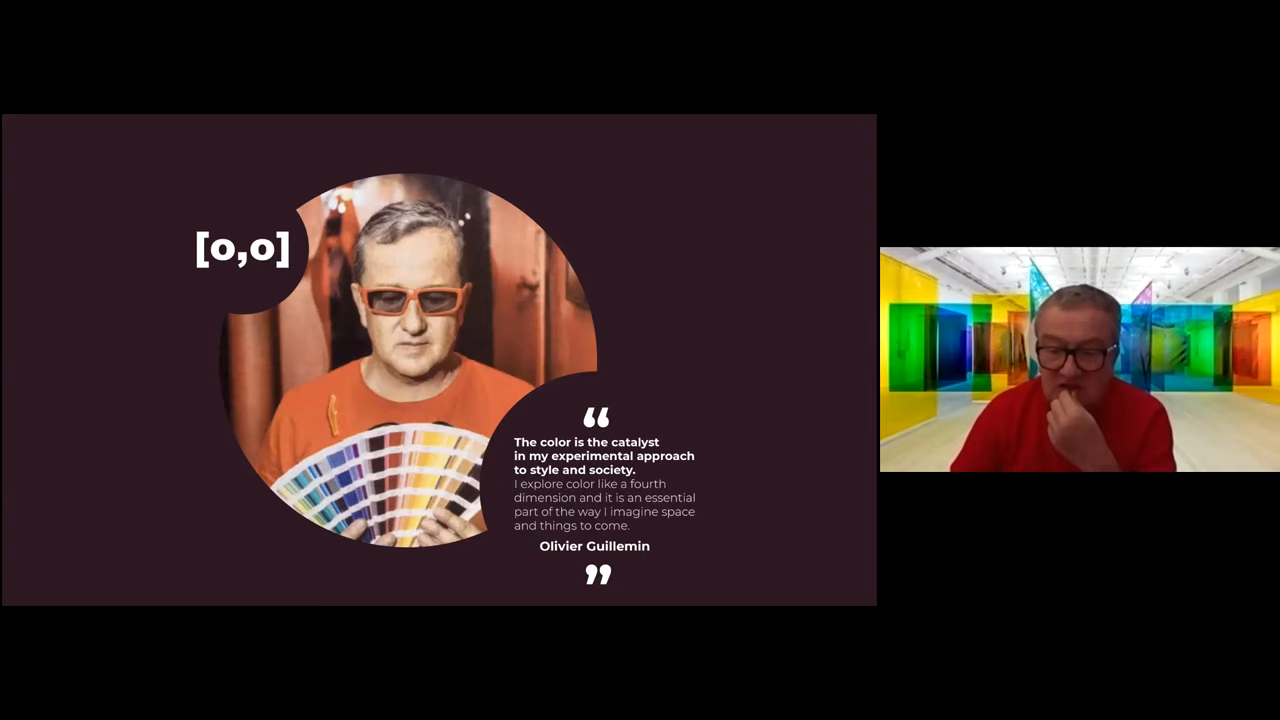 [o,o]
“
The color is the catalyst
in my experimental approach
to style and society.
I explore color like a fourth
dimension and it is an essential
part of the way I imagine space
and things to come.
Olivier Guillemin
”